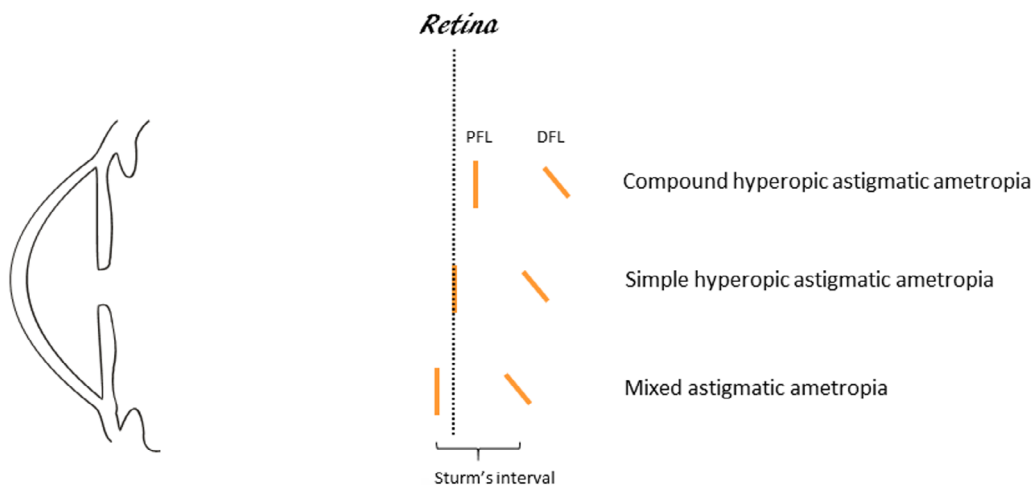 Retina
PFL DFL
Compound hyperopic astigmatic ametropia
Simple hyperopic astigmatic ametropia
Mixed astigmatic ametropia
Sturm's interval